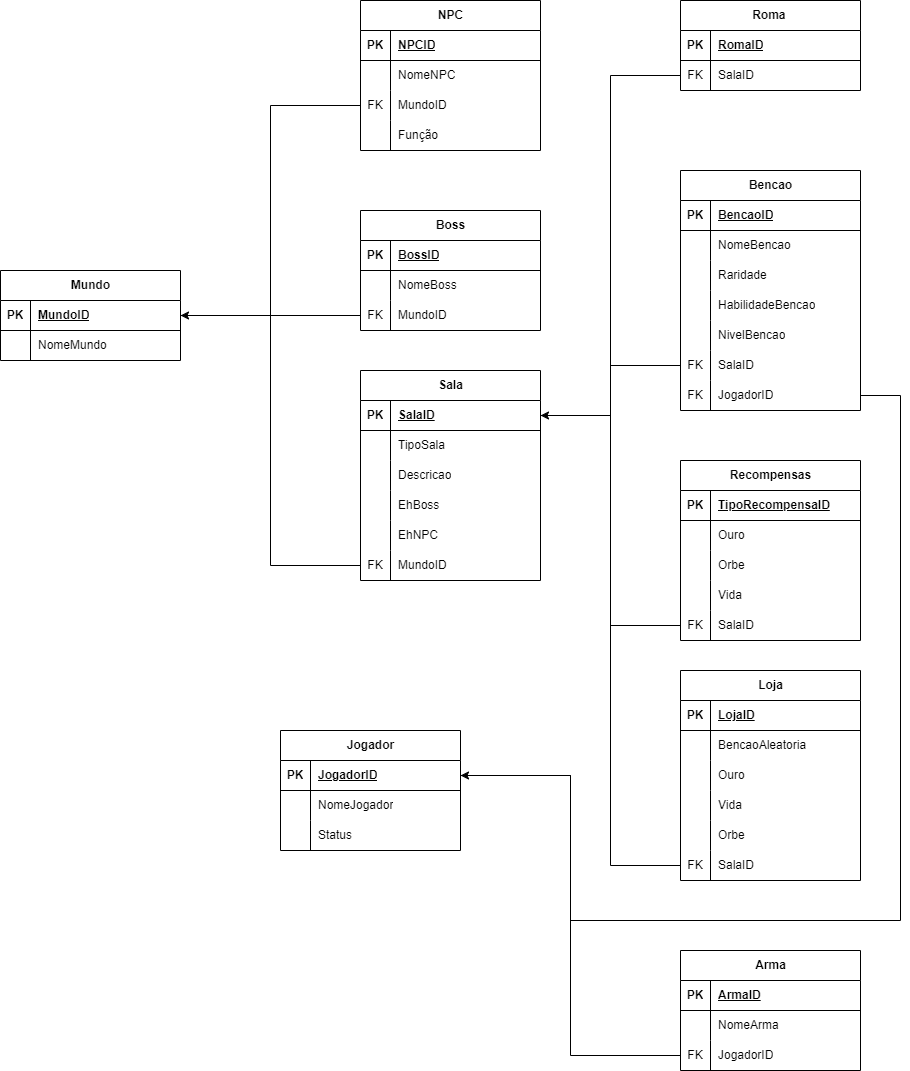 NPC
PK NPCID
NomeNPC
FK MundoID
Função
Boss
PK BossID
NomeBoss
FK MundoID
Mundo
PK MundoID
NomeMundo
Sala
PK SalaID
TipoSala
Descricao
EhBoss
EhNPC
FK MundoID
Jogador
PK JogadorID
NomeJogador
Status
Roma
PK RomaID
FK SalaID
Bencao
PK BencaoID
NomeBencao
Raridade
HabilidadeBencao
NivelBencao
FK SalaID
FK JogadorID
Recompensas
PK TipoRecompensaID
Ouro
Orbe
Vida
FK SalaID
Loja
PK LojaID
BencaoAleatoria
Ouro
Vida
Orbe
FK SalaID
Arma
PK ArmaID
NomeArma
FK JogadorID